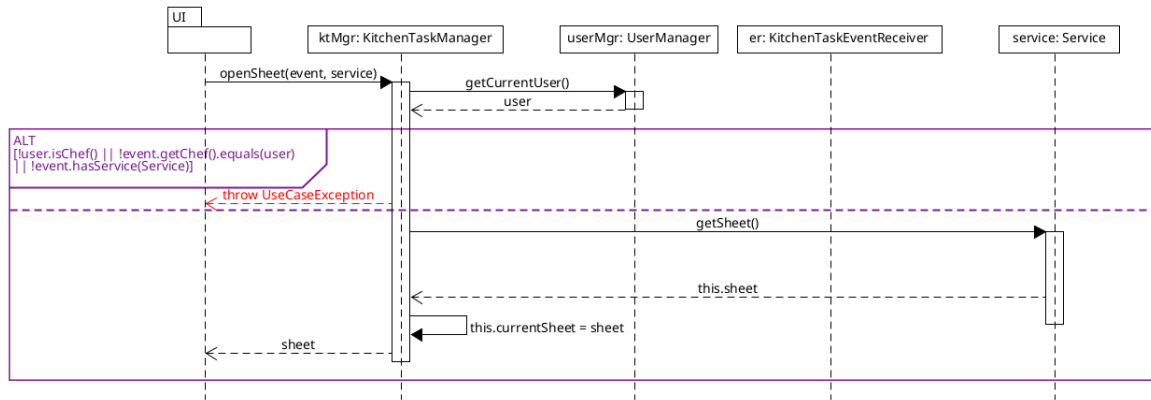 UI
ktMgr: KitchenTaskManager
userMgr: UserManager
er: KitchenTaskEventReceiver
service: Service
openSheet(event, service)
getCurrentUser()
user
ALT
[!user.isChef() || !event.getChef().equals(user)
|| !event.hasService(Service)]
throw UseCaseException
getSheet()
this.sheet
this.currentSheet = sheet
sheet